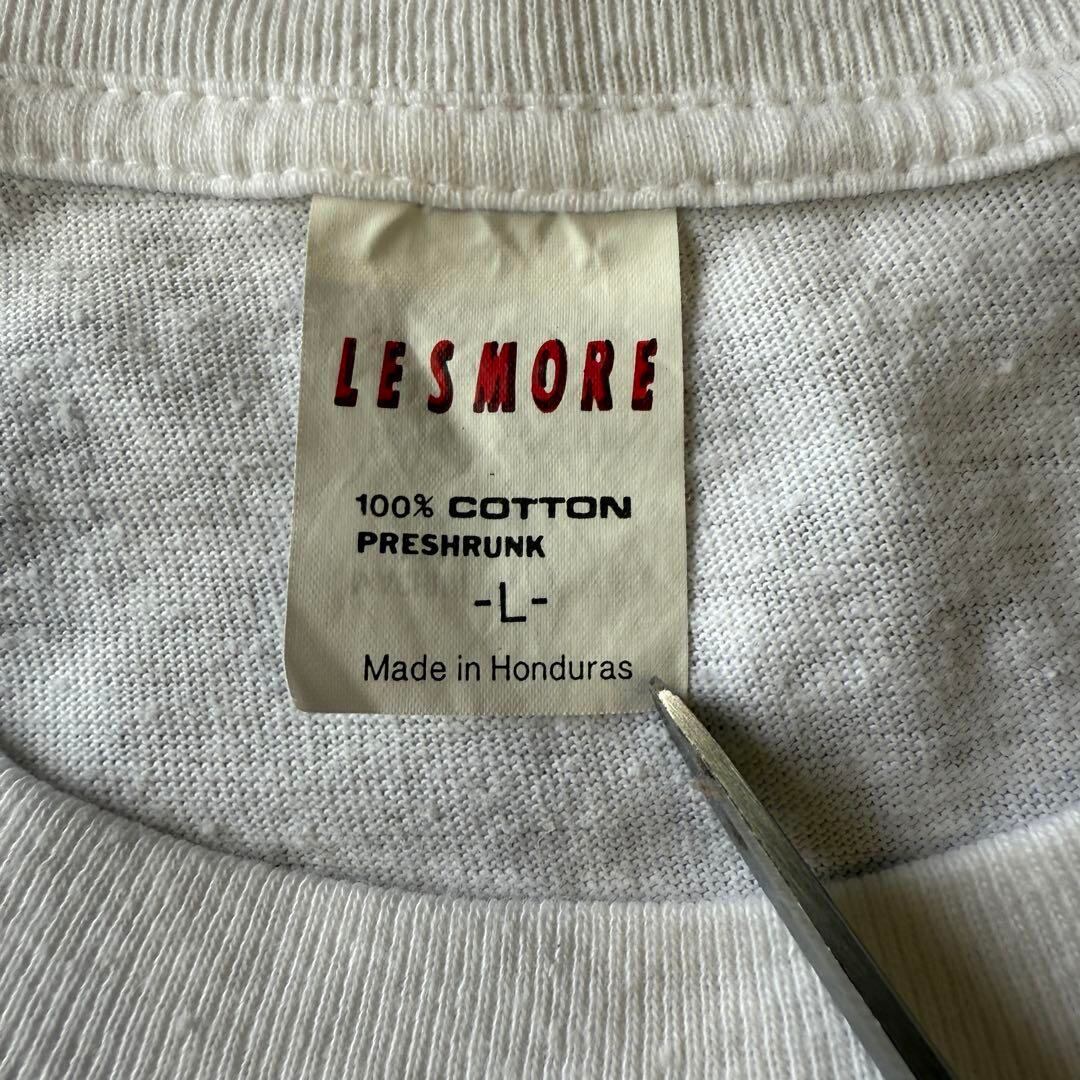 LESMORE
100% COTTON
PRESHRUNK
-L-
Made in Honduras